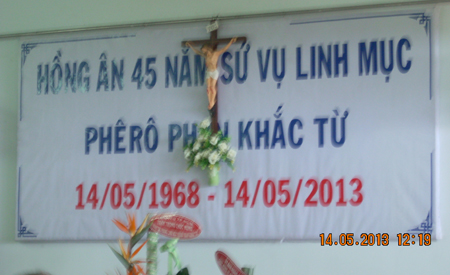 HỒNG ÂN 45 NĂM SỨ VỤ LINH MỤC
PHÊRÔ PHAN KHẮC TỪ
14/05/1968 - 14/05/2013
14.05.2013 12:19